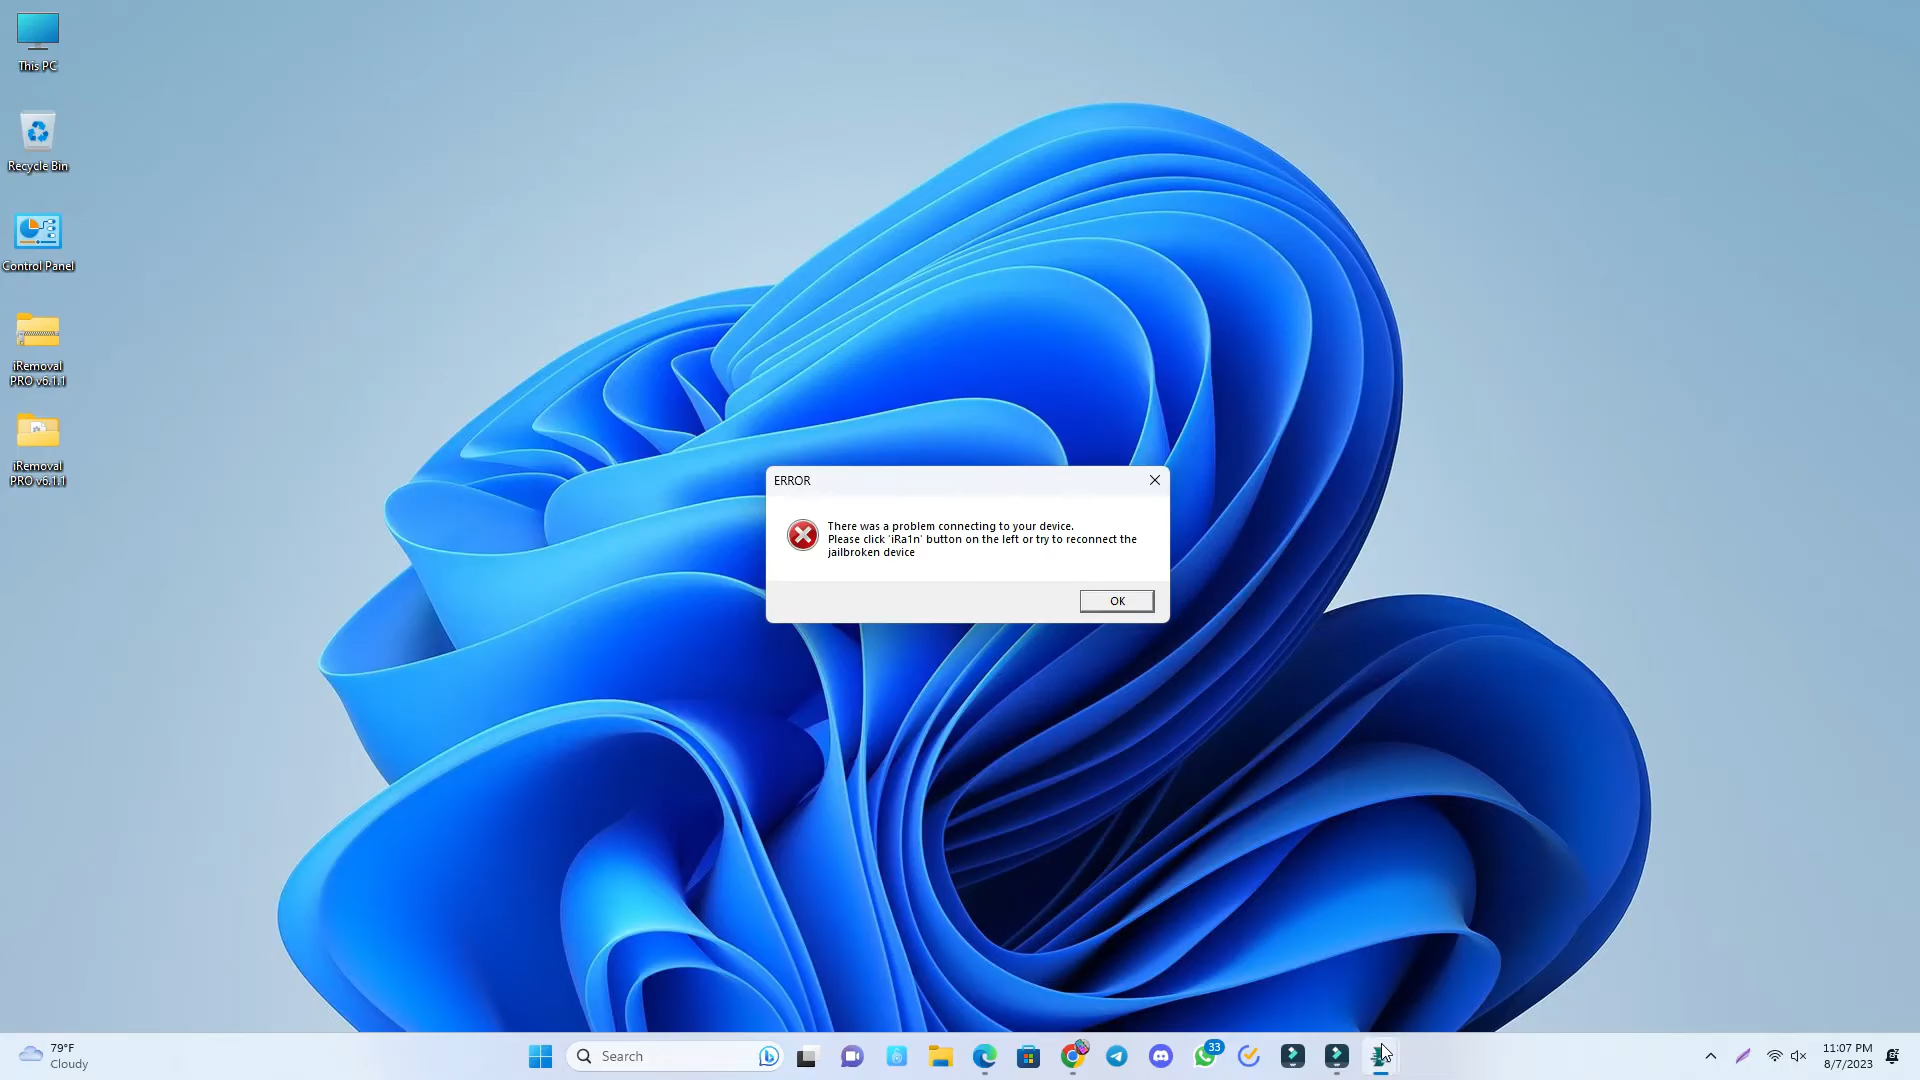 This PC
Recycle Bin
Control Panel
iRemoval
PRO v6.1.1
iRemoval
PRO v6.1.1
ERROR
There was a problem connecting to your device.
Please click 'iRa1n' button on the left or try to reconnect the
jailbroken device
OK
79°F
Cloudy
Search
33
11:07 PM
8/7/2023